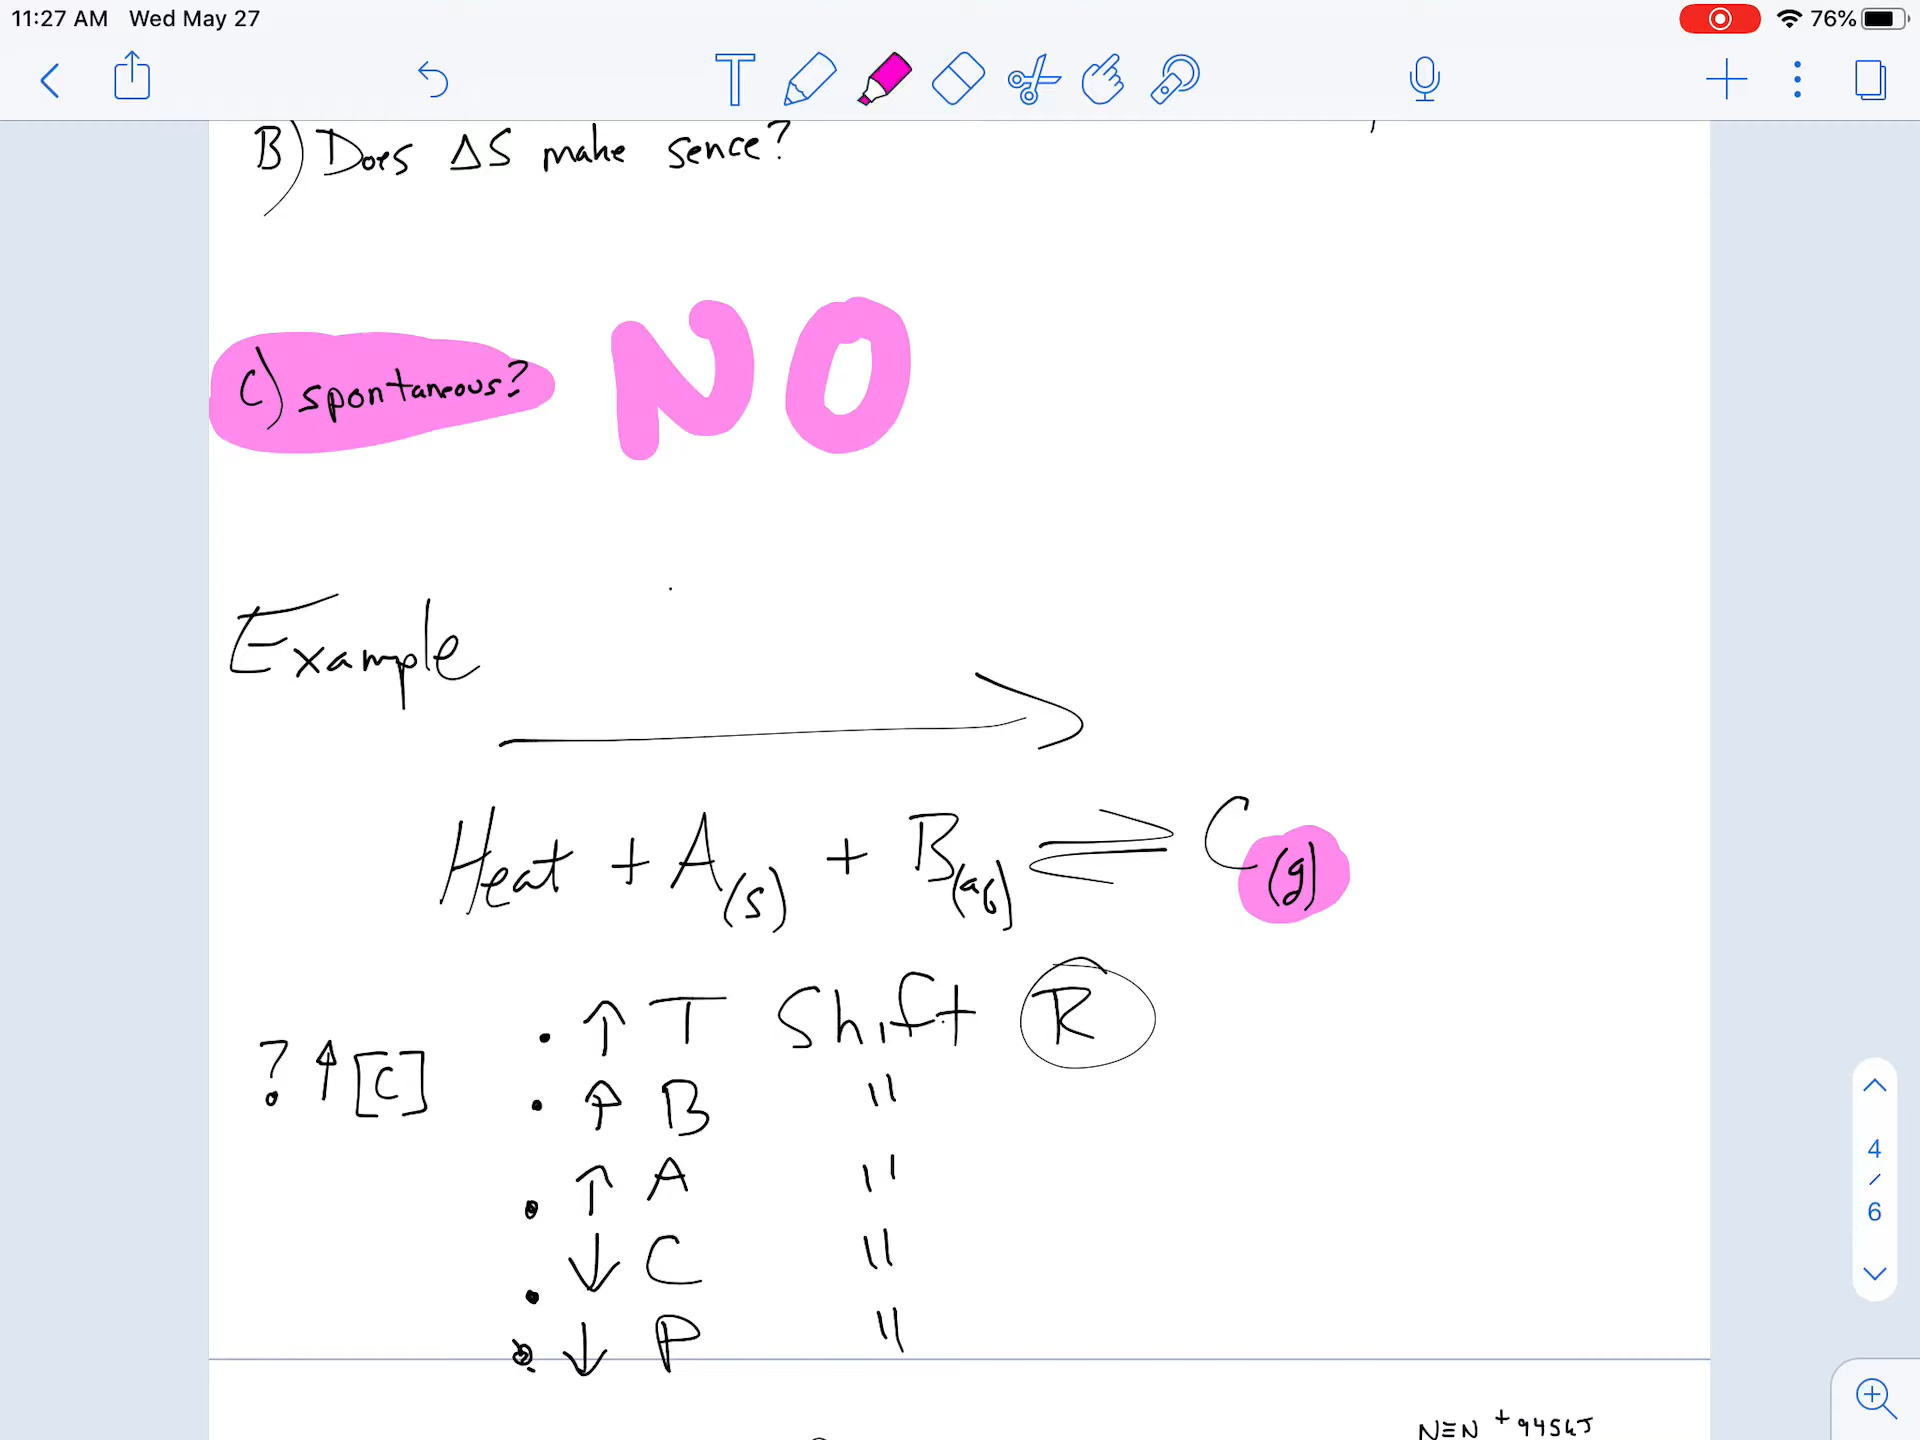 11:27 AM Wed May 27
76%
T
B) Does ΔS make sence?
C) spontaneous? NO
Example
Heat + A(s) + B(aq) ⇌ C(g)
? ↑ [C]
• ↑ T Shift R
• ↑ B "
• ↑ A "
• ↓ C "
• ↓ P "
4
/
6
N≡N + 945kJ